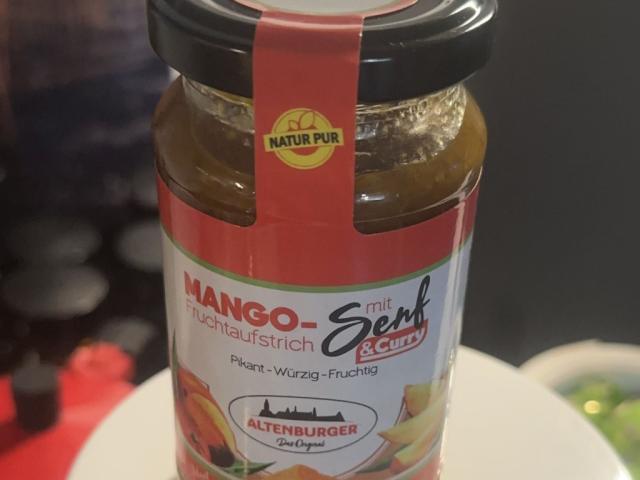 NATUR PUR
MANGO- mit Senf
Fruchtaufstrich &Curry
Pikant-Würzig-Fruchtig
ALTENBURGER
Das Original